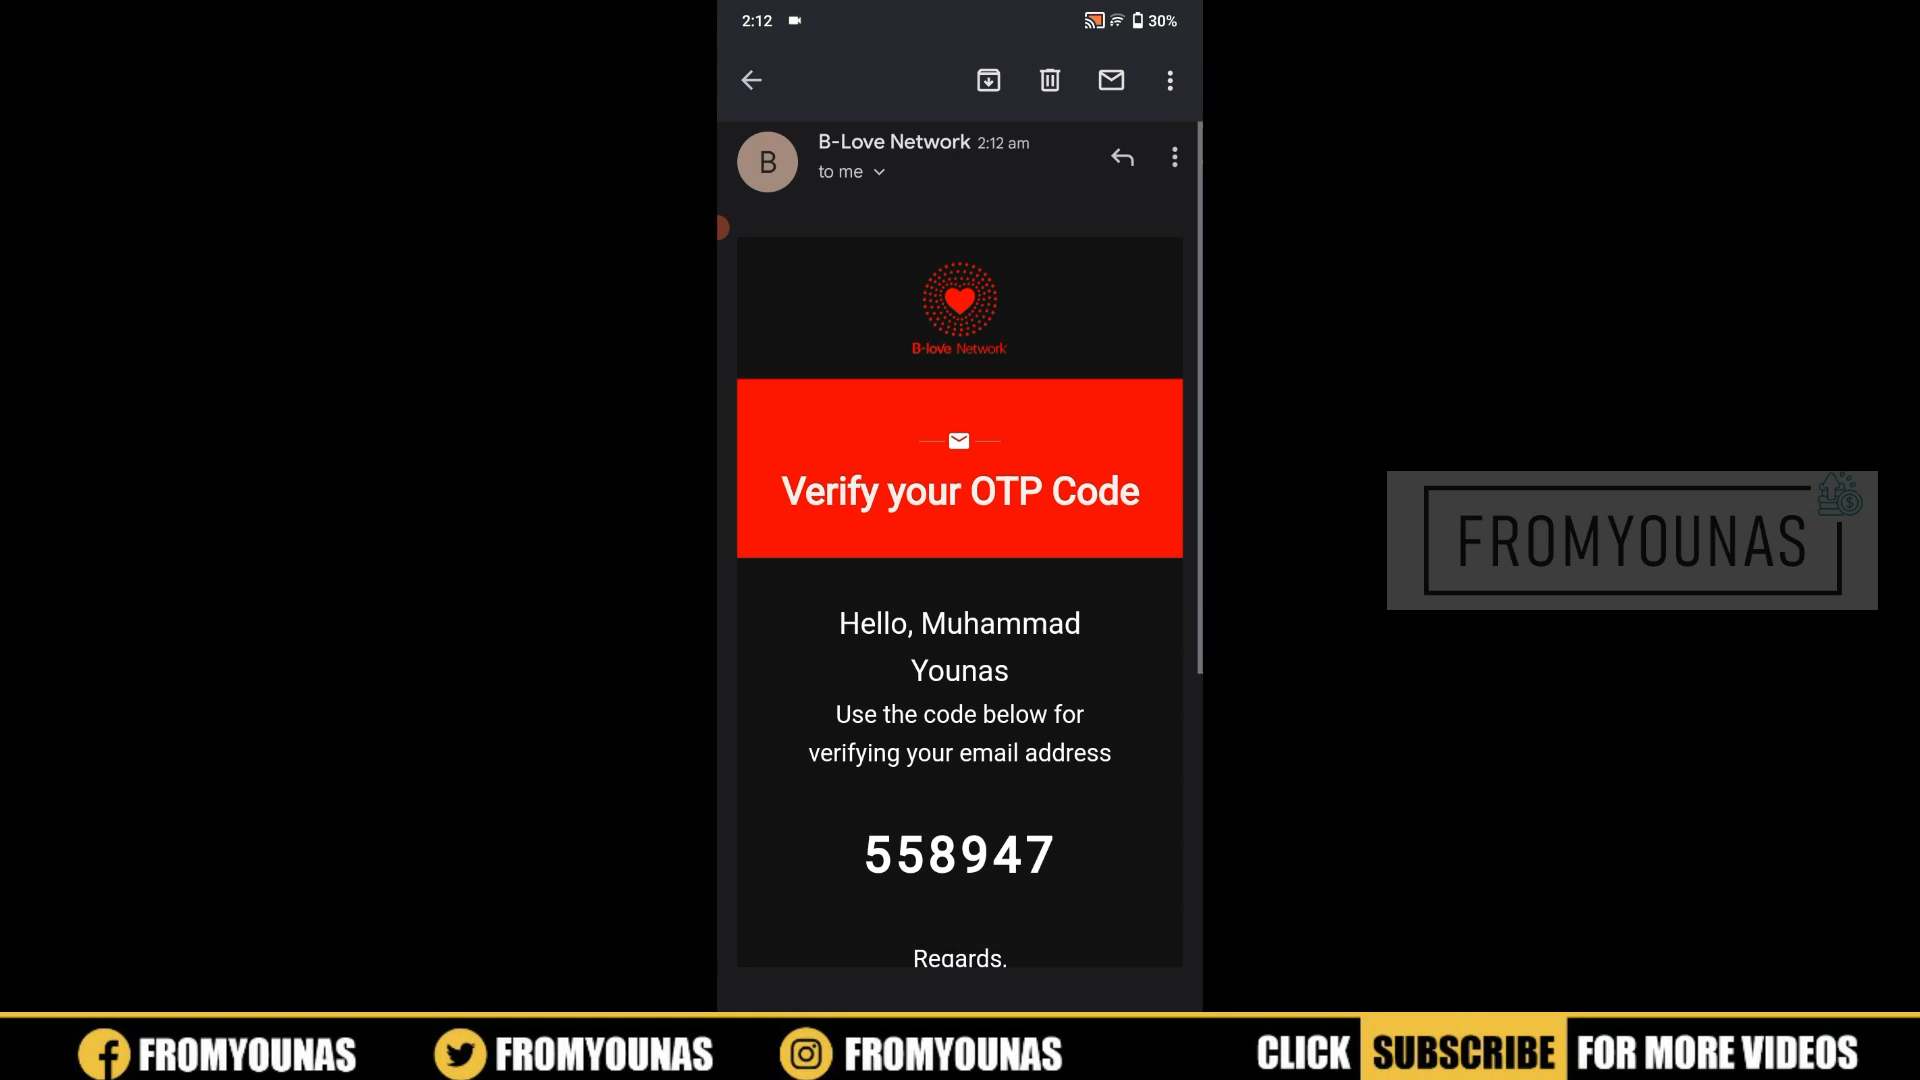 2:12
30%
B-Love Network 2:12 am
to me
B
B-love Network
Verify your OTP Code
Hello, Muhammad
Younas
Use the code below for
verifying your email address
558947
Regards,
FROMYOUNAS
FROMYOUNAS
FROMYOUNAS
FROMYOUNAS
CLICK SUBSCRIBE FOR MORE VIDEOS